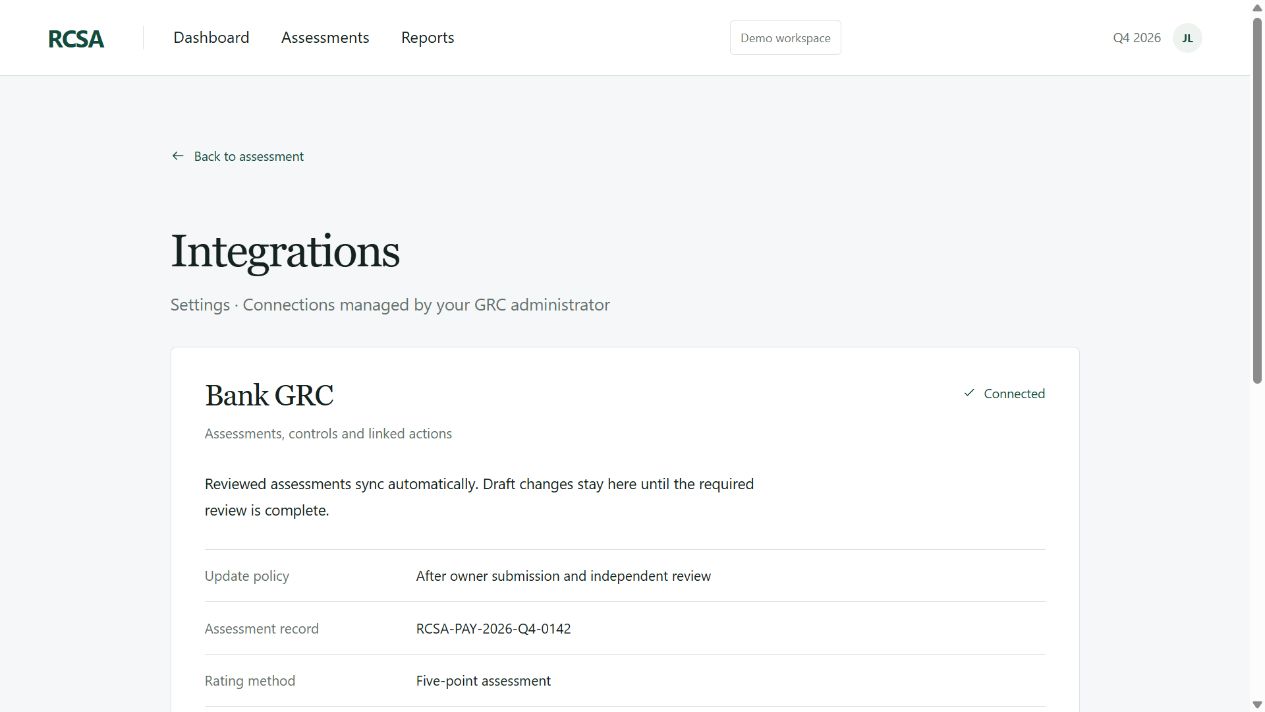 RCSA
Dashboard
Assessments
Reports
Demo workspace
Q4 2026
JL
← Back to assessment
Integrations
Settings · Connections managed by your GRC administrator
Bank GRC
✓ Connected
Assessments, controls and linked actions
Reviewed assessments sync automatically. Draft changes stay here until the required
review is complete.
Update policy After owner submission and independent review
Assessment record RCSA-PAY-2026-Q4-0142
Rating method Five-point assessment